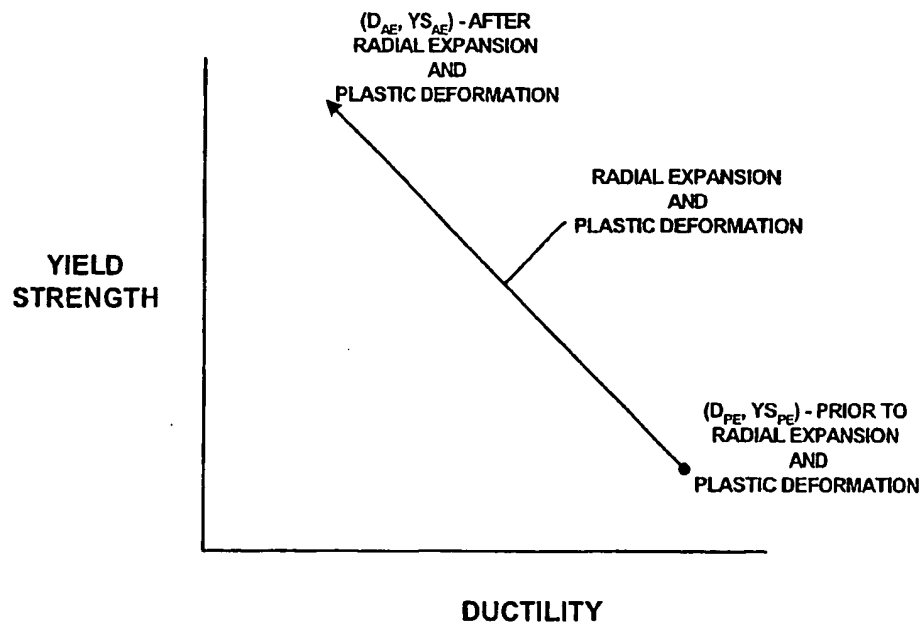 (D_AE, YS_AE) - AFTER
RADIAL EXPANSION
AND
PLASTIC DEFORMATION
RADIAL EXPANSION
AND
PLASTIC DEFORMATION
YIELD
STRENGTH
(D_PE, YS_PE) - PRIOR TO
RADIAL EXPANSION
AND
PLASTIC DEFORMATION
DUCTILITY